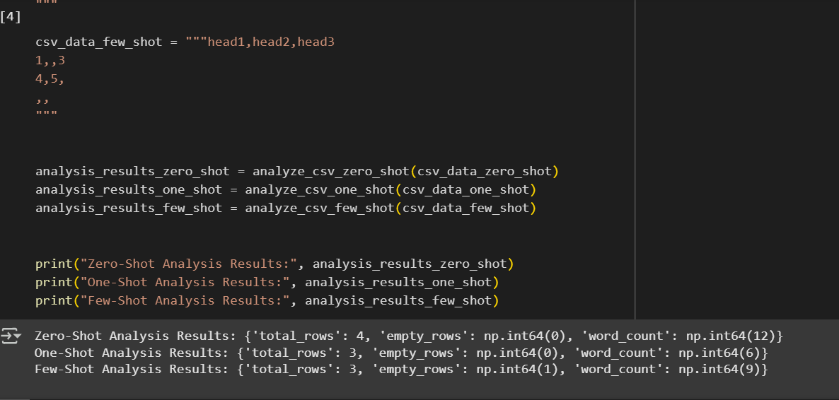 """
[4]
csv_data_few_shot = """head1,head2,head3
1,,3
4,5,
,,
"""
analysis_results_zero_shot = analyze_csv_zero_shot(csv_data_zero_shot)
analysis_results_one_shot = analyze_csv_one_shot(csv_data_one_shot)
analysis_results_few_shot = analyze_csv_few_shot(csv_data_few_shot)
print("Zero-Shot Analysis Results:", analysis_results_zero_shot)
print("One-Shot Analysis Results:", analysis_results_one_shot)
print("Few-Shot Analysis Results:", analysis_results_few_shot)
Zero-Shot Analysis Results: {'total_rows': 4, 'empty_rows': np.int64(0), 'word_count': np.int64(12)}
One-Shot Analysis Results: {'total_rows': 3, 'empty_rows': np.int64(0), 'word_count': np.int64(6)}
Few-Shot Analysis Results: {'total_rows': 3, 'empty_rows': np.int64(1), 'word_count': np.int64(9)}